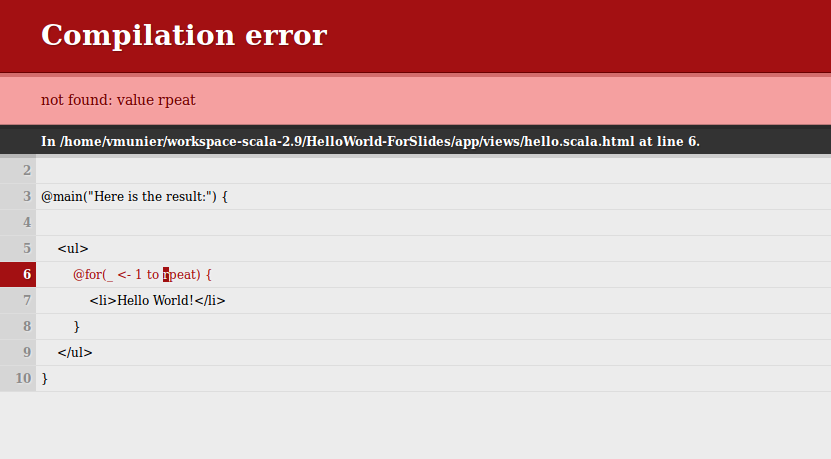 Compilation error
not found: value rpeat
In /home/vmunier/workspace-scala-2.9/HelloWorld-ForSlides/app/views/hello.scala.html at line 6.
2
3 @main("Here is the result:") {
4
5 <ul>
6 @for(_ <- 1 to rpeat) {
7 <li>Hello World!</li>
8 }
9 </ul>
10 }